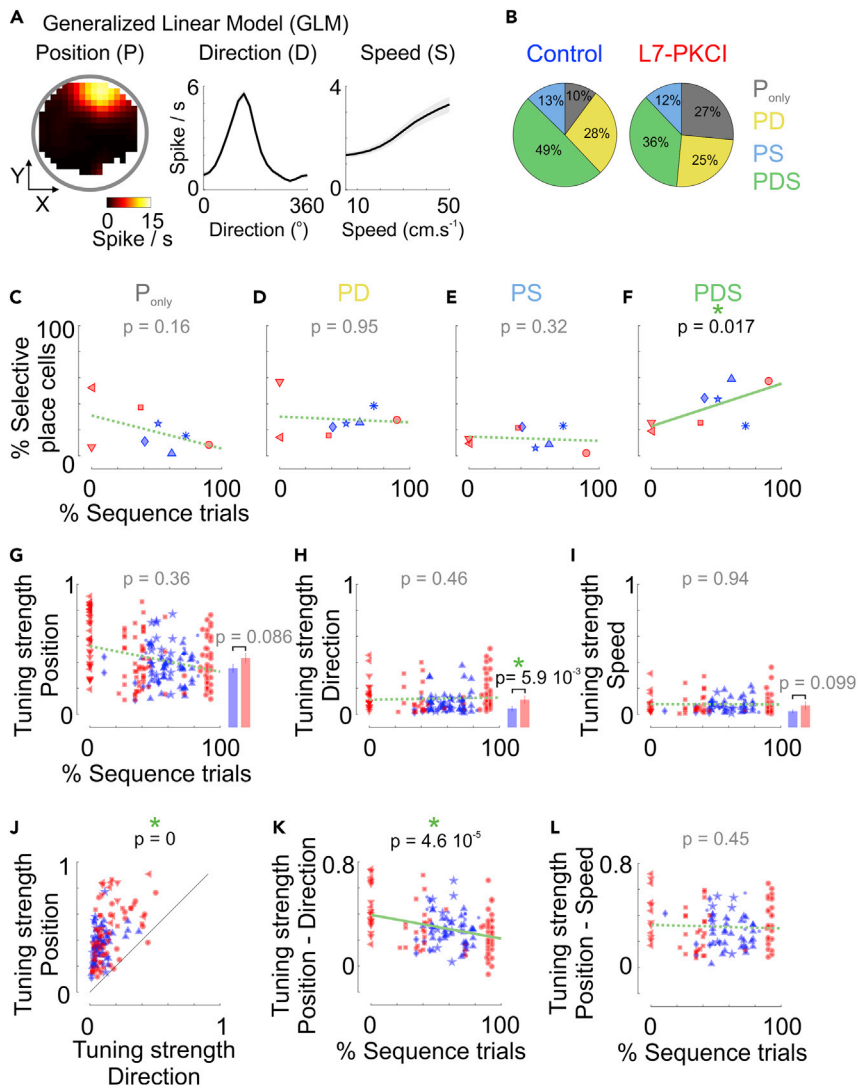 A Generalized Linear Model (GLM)
Position (P) Direction (D) Speed (S)
Y
X
0 15
Spike / s
Spike / s
6
0
0 360
Direction (°)
4
0
10 50
Speed (cm.s-1)
B
Control L7-PKCI
13% 10% 28% 49%
12% 27% 25% 36%
Ponly
PD
PS
PDS
C Ponly
p = 0.16
% Selective
place cells
100
0
0 100
% Sequence trials
D PD
p = 0.95
0 100
E PS
p = 0.32
0 100
F PDS
*
p = 0.017
0 100
G
p = 0.36
Tuning strength
Position
1
0
p = 0.086
0 100
% Sequence trials
H
p = 0.46
Tuning strength
Direction
1
0
*
p= 5.9 10-3
0 100
I
p = 0.94
Tuning strength
Speed
1
0
p = 0.099
0 100
J
*
p = 0
Tuning strength
Position
1
0
0 1
Tuning strength
Direction
K
*
p = 4.6 10-5
Tuning strength
Position - Direction
0.8
0
0 100
% Sequence trials
L
p = 0.45
Tuning strength
Position - Speed
0.8
0
0 100
% Sequence trials